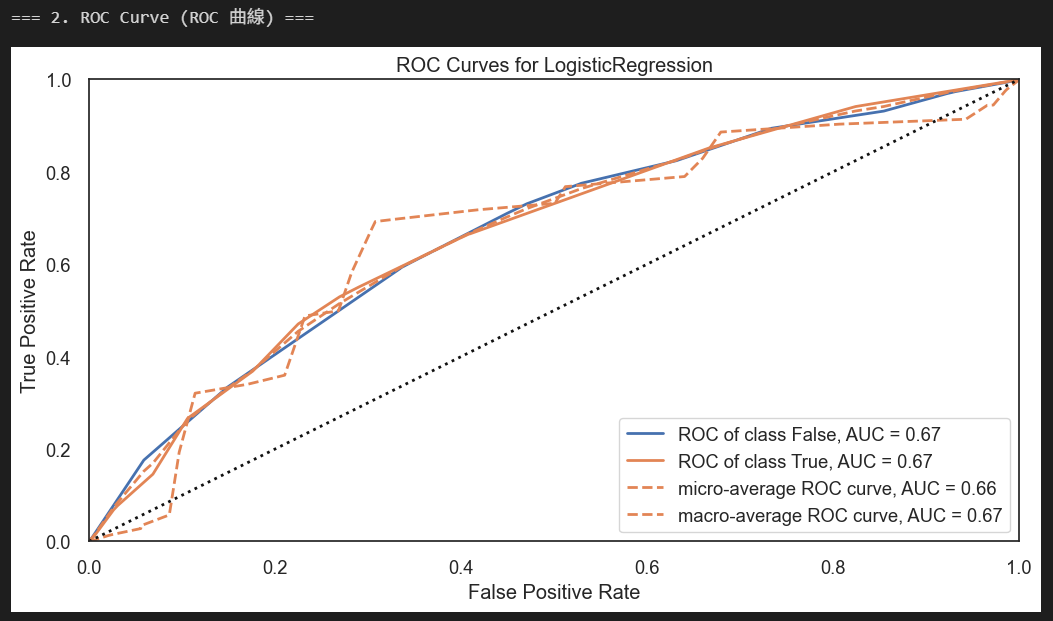 === 2. ROC Curve (ROC 曲線) ===
ROC Curves for LogisticRegression
1.0
0.8
0.6
0.4
0.2
0.0
True Positive Rate
ROC of class False, AUC = 0.67
ROC of class True, AUC = 0.67
micro-average ROC curve, AUC = 0.66
macro-average ROC curve, AUC = 0.67
0.0 0.2 0.4 0.6 0.8 1.0
False Positive Rate